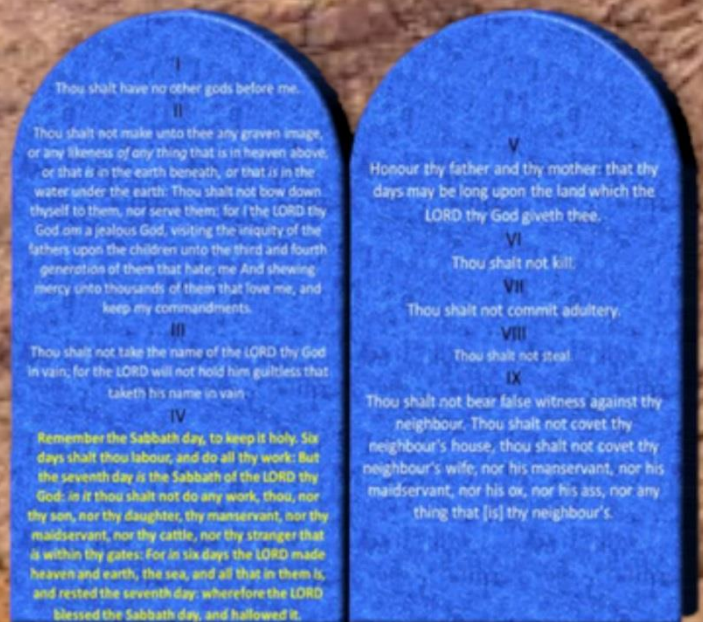 I
Thou shalt have no other gods before me.
II
Thou shalt not make unto thee any graven image,
or any likeness of any thing that is in heaven above,
or that is in the earth beneath, or that is in the
water under the earth: Thou shalt not bow down
thyself to them, nor serve them: for I the LORD thy
God am a jealous God, visiting the iniquity of the
fathers upon the children unto the third and fourth
generation of them that hate; me And shewing
mercy unto thousands of them that love me, and
keep my commandments.
III
Thou shalt not take the name of the LORD thy God
in vain; for the LORD will not hold him guiltless that
taketh his name in vain
IV
Remember the Sabbath day, to keep it holy. Six
days shalt thou labour, and do all thy work: But
the seventh day is the Sabbath of the LORD thy
God: in it thou shalt not do any work, thou, nor
thy son, nor thy daughter, thy manservant, nor thy
maidservant, nor thy cattle, nor thy stranger that
is within thy gates: For in six days the LORD made
heaven and earth, the sea, and all that in them is,
and rested the seventh day: wherefore the LORD
blessed the Sabbath day, and hallowed it.
V
Honour thy father and thy mother: that thy
days may be long upon the land which the
LORD thy God giveth thee.
VI
Thou shalt not kill.
VII
Thou shalt not commit adultery.
VIII
Thou shalt not steal
IX
Thou shalt not bear false witness against thy
neighbour. Thou shalt not covet thy
neighbour's house, thou shalt not covet thy
neighbour's wife, nor his manservant, nor his
maidservant, nor his ox, nor his ass, nor any
thing that [is] thy neighbour's.